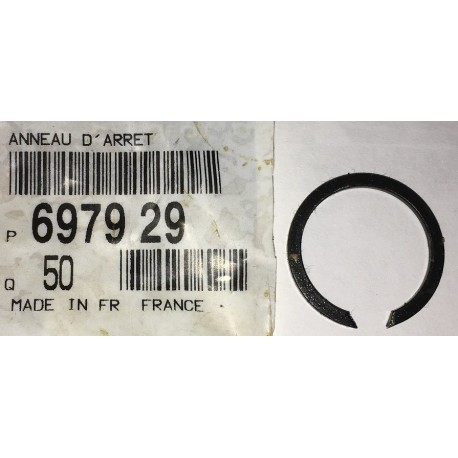 ANNEAU D'ARRET
P 6979 29
Q 50
MADE IN FR FRANCE